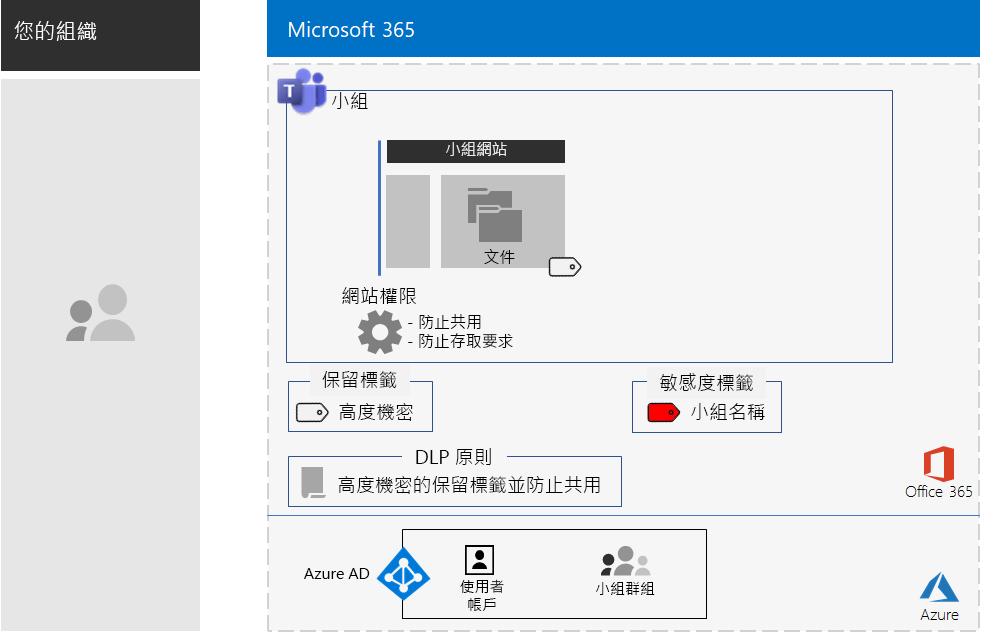 您的組織
Microsoft 365
T
小組
小組網站
文件
網站權限
- 防止共用
- 防止存取要求
保留標籤
高度機密
敏感度標籤
小組名稱
DLP 原則
高度機密的保留標籤並防止共用
Office 365
Azure AD
使用者
帳戶
小組群組
Azure